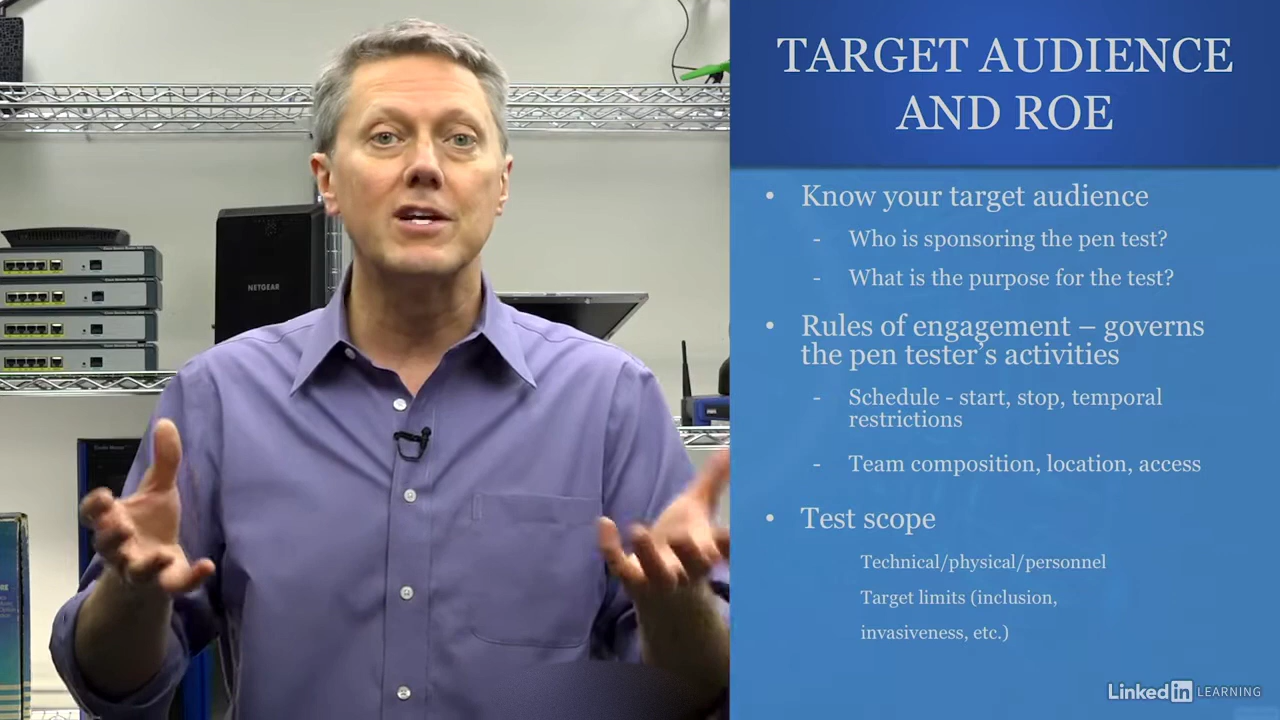 TARGET AUDIENCE
AND ROE
• Know your target audience
- Who is sponsoring the pen test?
- What is the purpose for the test?
• Rules of engagement – governs
the pen tester's activities
- Schedule - start, stop, temporal
restrictions
- Team composition, location, access
• Test scope
Technical/physical/personnel
Target limits (inclusion,
invasiveness, etc.)
NETGEAR
Linked in LEARNING